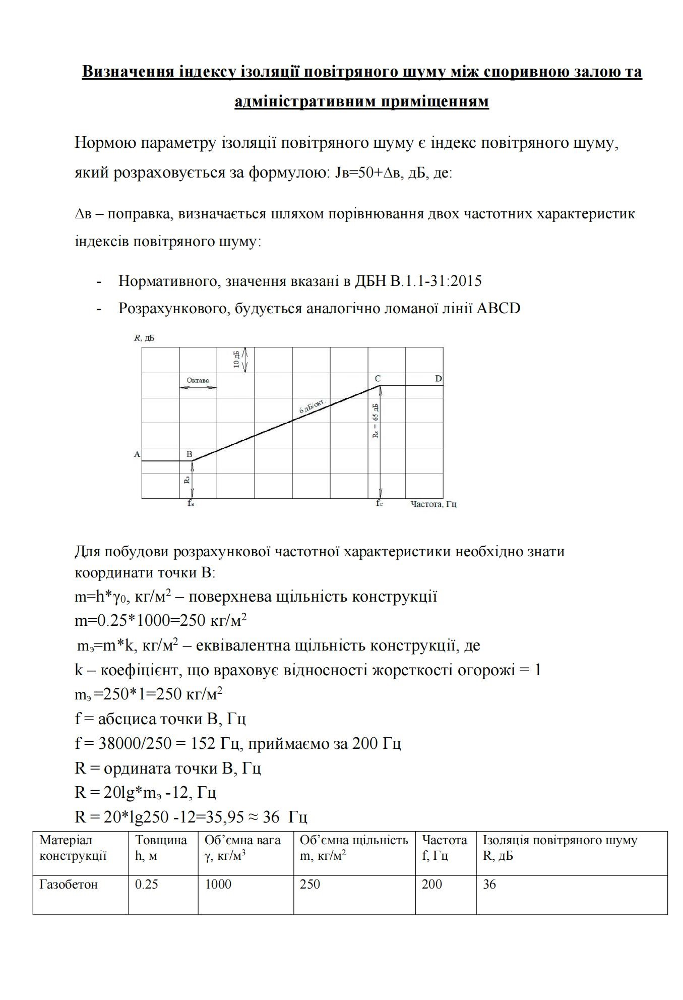 Визначення індексу ізоляції повітряного шуму між споривною залою та
адміністративним приміщенням
Нормою параметру ізоляції повітряного шуму є індекс повітряного шуму,
який розраховується за формулою: Jв=50+Δв, дБ, де:
Δв – поправка, визначається шляхом порівнювання двох частотних характеристик
індексів повітряного шуму:
- Нормативного, значення вказані в ДБН В.1.1-31:2015
- Розрахункового, будується аналогічно ломаної лінії ABCD
R, дБ
10 дБ
Октава
C
D
6 дБ/окт.
Rс = 65 дБ
A
B
Rв
fв
fс
Частота, Гц
Для побудови розрахункової частотної характеристики необхідно знати
координати точки В:
m=h*γ0, кг/м² – поверхнева щільність конструкції
m=0.25*1000=250 кг/м²
mэ=m*k, кг/м² – еквівалентна щільність конструкції, де
k – коефіцієнт, що враховує відносності жорсткості огорожі = 1
mэ =250*1=250 кг/м²
f = абсциса точки В, Гц
f = 38000/250 = 152 Гц, приймаємо за 200 Гц
R = ордината точки В, Гц
R = 20lg*mэ -12, Гц
R = 20*lg250 -12=35,95 ≈ 36 Гц
Матеріал конструкції
Товщина h, м
Об’ємна вага γ, кг/м³
Об’ємна щільність m, кг/м²
Частота f, Гц
Ізоляція повітряного шуму R, дБ
Газобетон
0.25
1000
250
200
36